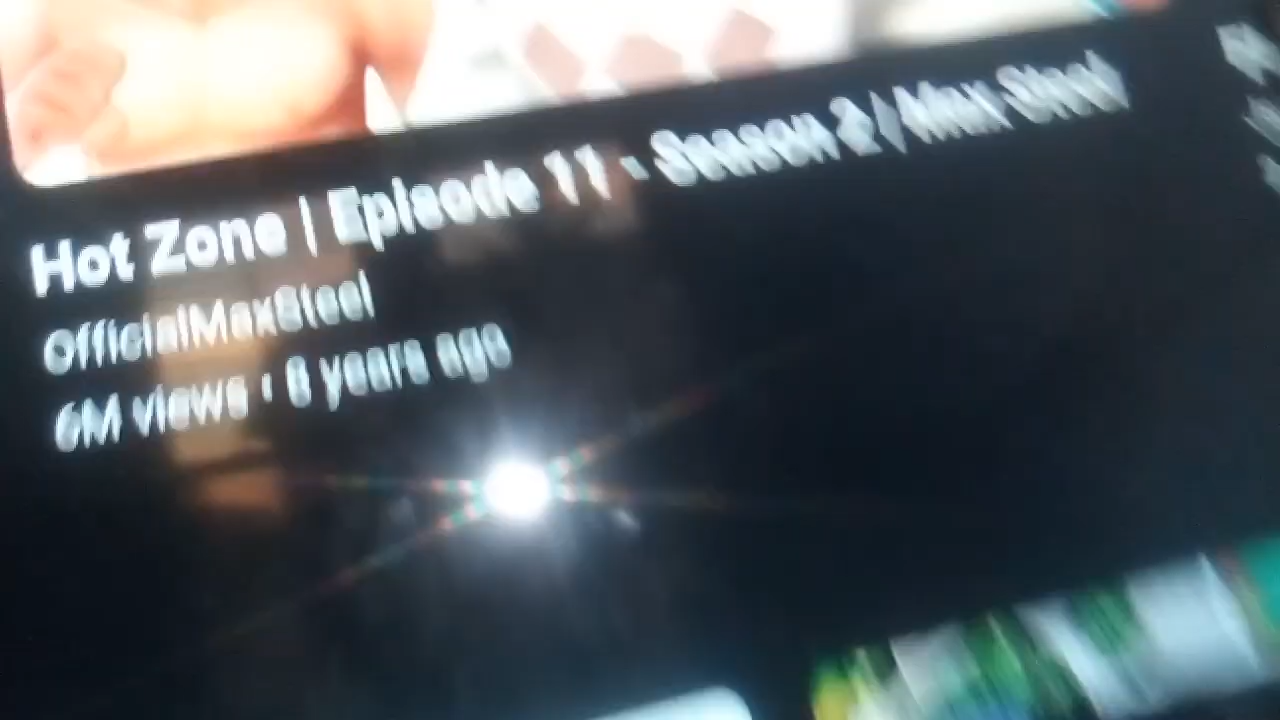 Hot Zone | Episode 11 - Season 2 | Max Steel
OfficialMaxSteel
6M views • 8 years ago